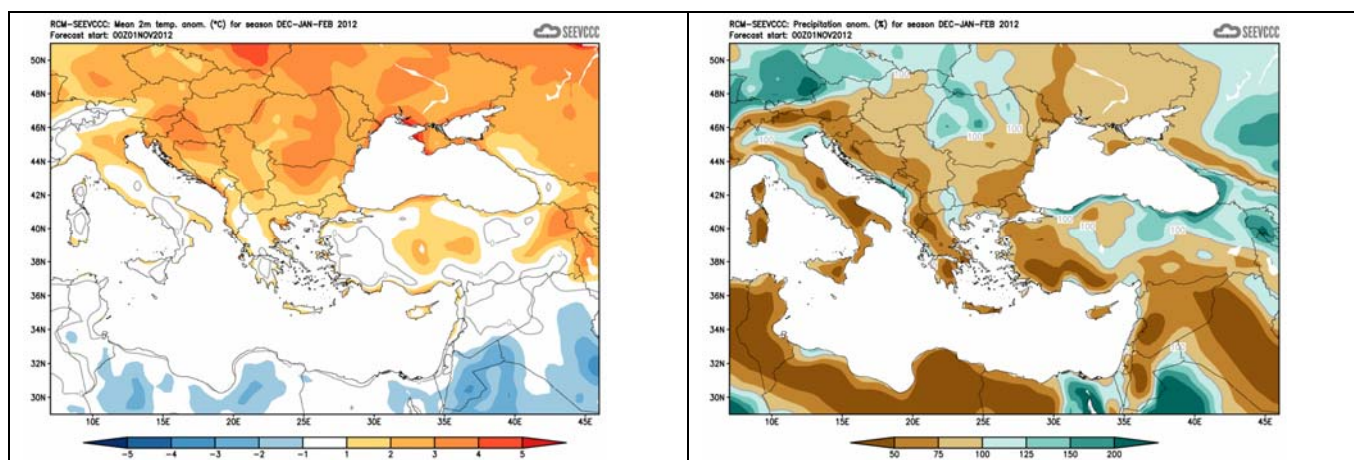 RCM-SEEVCCC: Mean 2m temp. anom. (°C) for season DEC-JAN-FEB 2012
Forecast start: 00Z01NOV2012
SEEVCCC
50N
48N
46N
44N
42N
40N
38N
36N
34N
32N
30N
10E 15E 20E 25E 30E 35E 40E 45E
-5 -4 -3 -2 -1 1 2 3 4 5
RCM-SEEVCCC: Precipitation anom. (%) for season DEC-JAN-FEB 2012
Forecast start: 00Z01NOV2012
SEEVCCC
50N
48N
46N
44N
42N
40N
38N
36N
34N
32N
30N
100
100
100
100
100
100
100
10E 15E 20E 25E 30E 35E 40E 45E
50 75 100 125 150 200